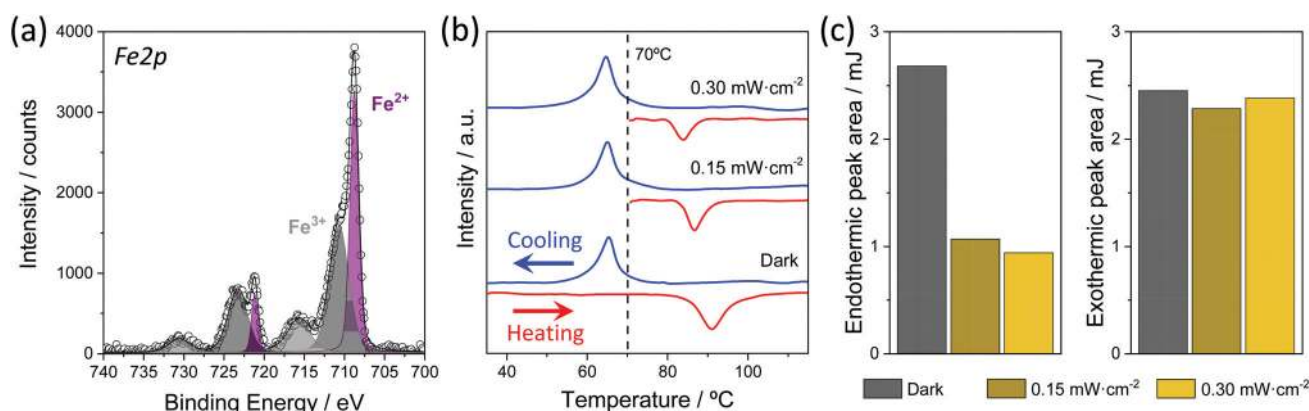 (a)
Fe2p
Fe²⁺
Fe³⁺
Intensity / counts
4000
3000
2000
1000
0
740 735 730 725 720 715 710 705 700
Binding Energy / eV
(b)
70ºC
0.30 mW·cm⁻²
0.15 mW·cm⁻²
Cooling
Dark
Heating
Intensity / a.u.
40 60 80 100
Temperature / ºC
(c)
Endothermic peak area / mJ
3
2
1
0
Exothermic peak area / mJ
3
2
1
0
Dark 0.15 mW·cm⁻² 0.30 mW·cm⁻²